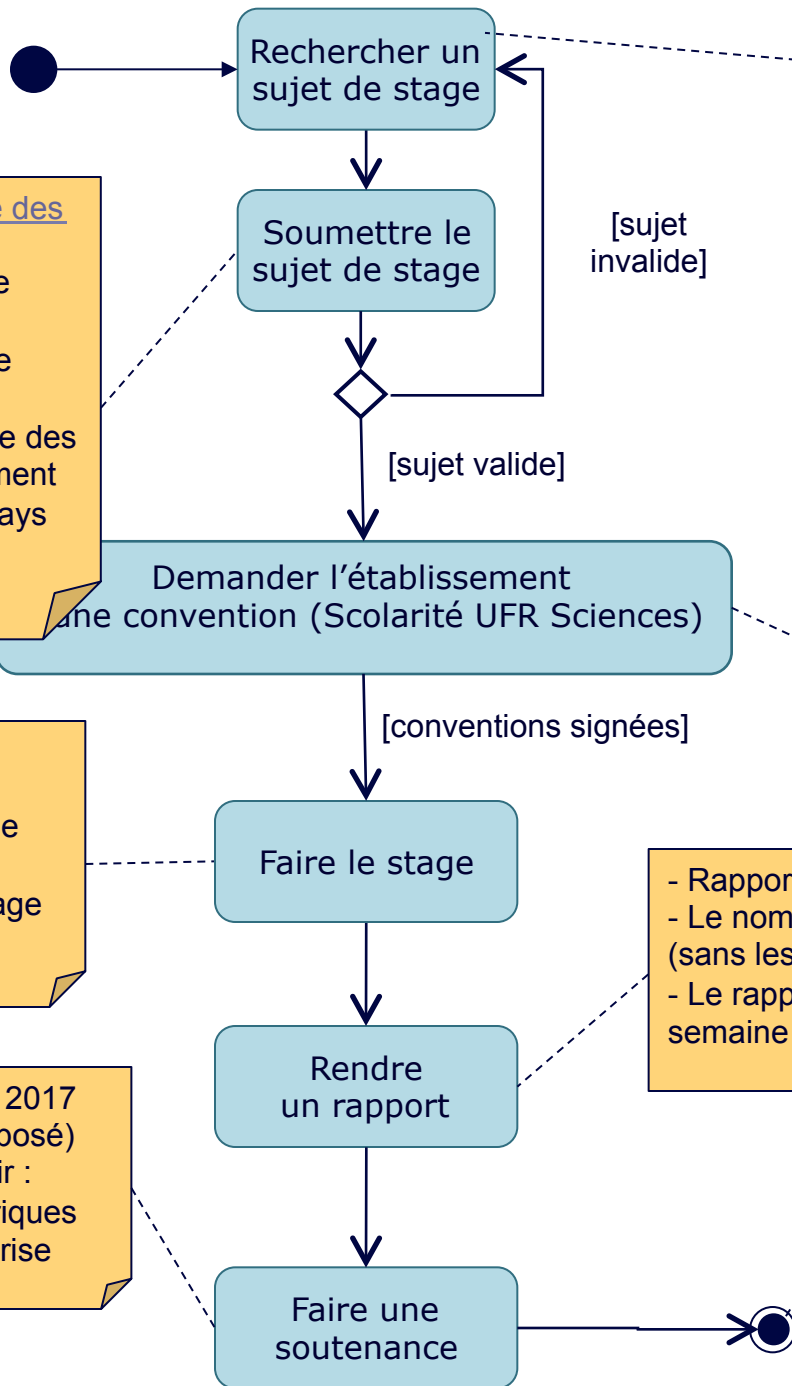 Rechercher un
sujet de stage
des
Soumettre le
sujet de stage
[sujet
invalide]
e
e
e des
ment
ays
[sujet valide]
Demander l’établissement
une convention (Scolarité UFR Sciences)
[conventions signées]
e
age
Faire le stage
- Rappor
- Le nom
(sans les
- Le rapp
semaine
Rendre
un rapport
2017
posé)
ir :
riques
rise
Faire une
soutenance